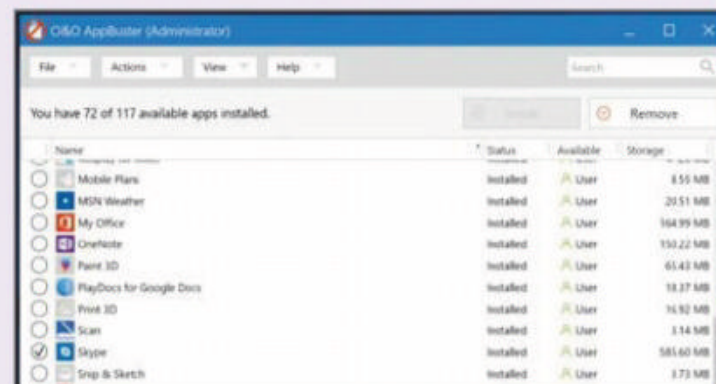 O&O AppBuster (Administrator)
File Actions View Help Search
You have 72 of 117 available apps installed. Remove
Name Status Available Storage
Mobile Plans Installed User 8.55 MB
MSN Weather Installed User 20.51 MB
My Office Installed User 164.99 MB
OneNote Installed User 150.22 MB
Paint 3D Installed User 65.43 MB
PlayDocs for Google Docs Installed User 18.37 MB
Print 3D Installed User 16.92 MB
Scan Installed User 3.14 MB
Skype Installed User 585.60 MB
Snip & Sketch Installed User 3.73 MB